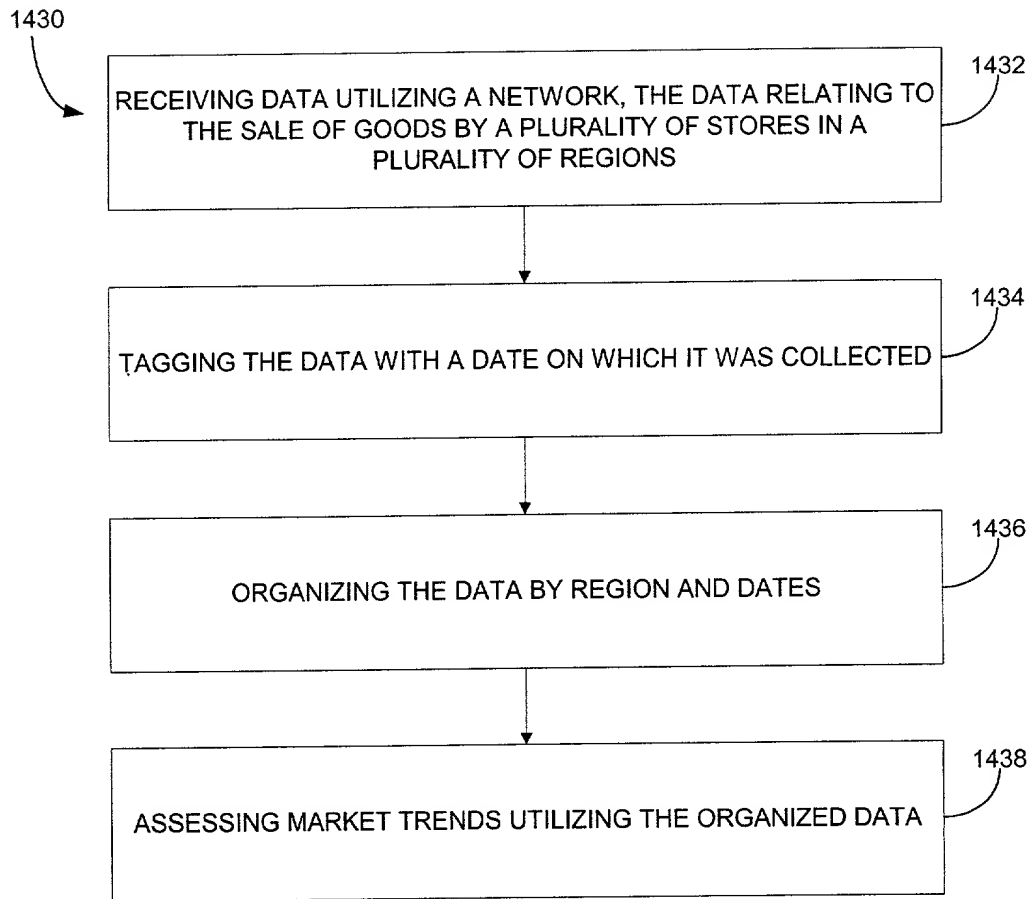 1430
RECEIVING DATA UTILIZING A NETWORK, THE DATA RELATING TO
THE SALE OF GOODS BY A PLURALITY OF STORES IN A
PLURALITY OF REGIONS
1432
TAGGING THE DATA WITH A DATE ON WHICH IT WAS COLLECTED
1434
ORGANIZING THE DATA BY REGION AND DATES
1436
ASSESSING MARKET TRENDS UTILIZING THE ORGANIZED DATA
1438